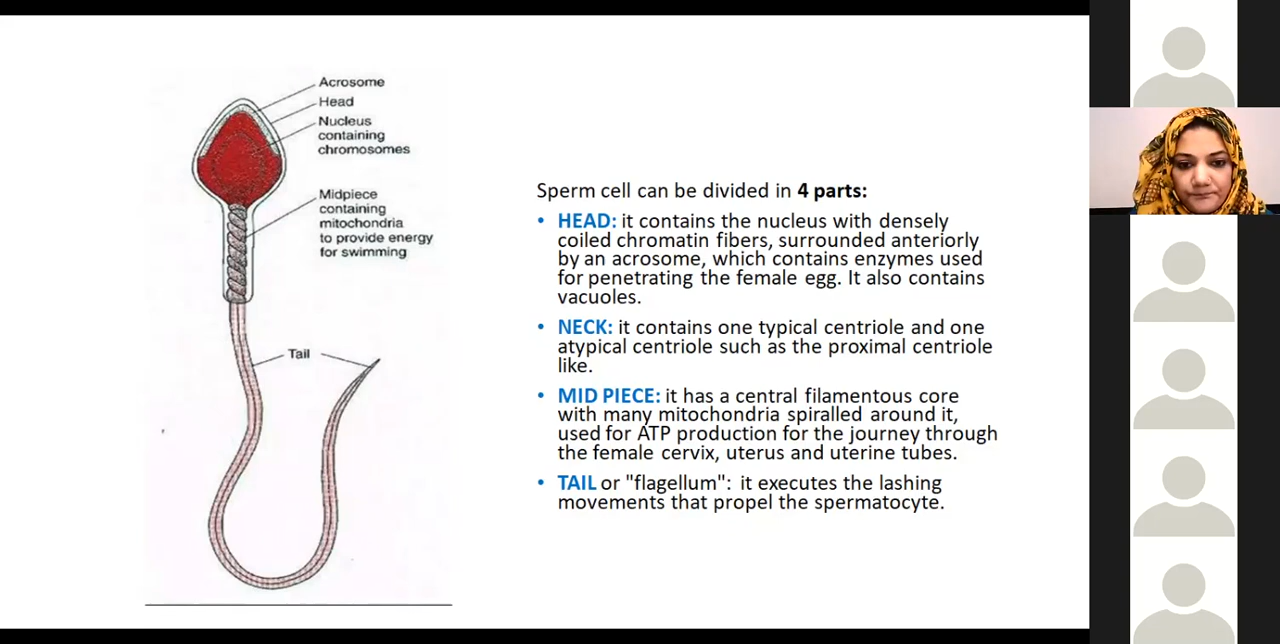 Acrosome
Head
Nucleus
containing
chromosomes
Midpiece
containing
mitochondria
to provide energy
for swimming
Tail
Sperm cell can be divided in 4 parts:
• HEAD: it contains the nucleus with densely
coiled chromatin fibers, surrounded anteriorly
by an acrosome, which contains enzymes used
for penetrating the female egg. It also contains
vacuoles.
• NECK: it contains one typical centriole and one
atypical centriole such as the proximal centriole
like.
• MID PIECE: it has a central filamentous core
with many mitochondria spiralled around it,
used for ATP production for the journey through
the female cervix, uterus and uterine tubes.
• TAIL or "flagellum": it executes the lashing
movements that propel the spermatocyte.